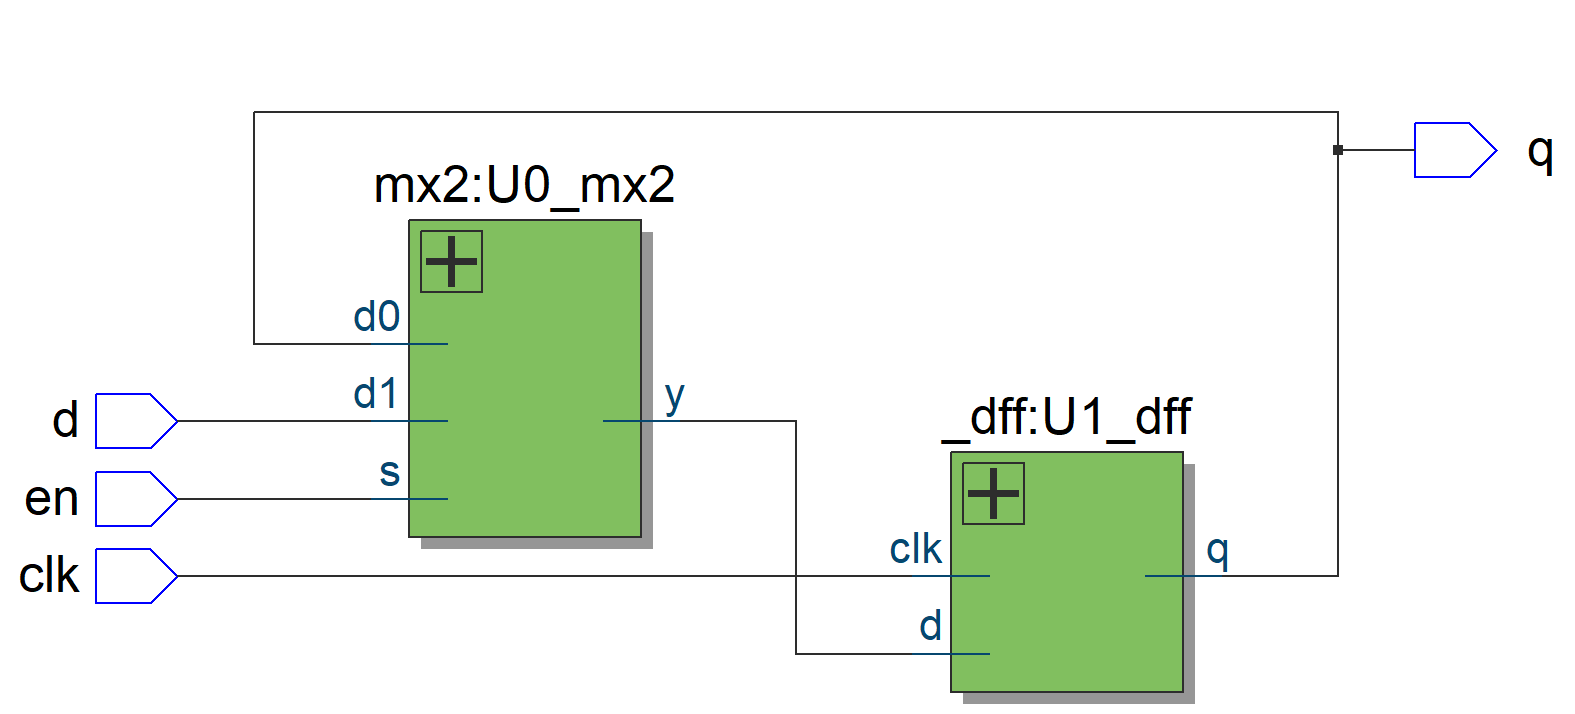 q
mx2:U0_mx2
d0
d
d1
y
_dff:U1_dff
en
s
clk
clk
q
d